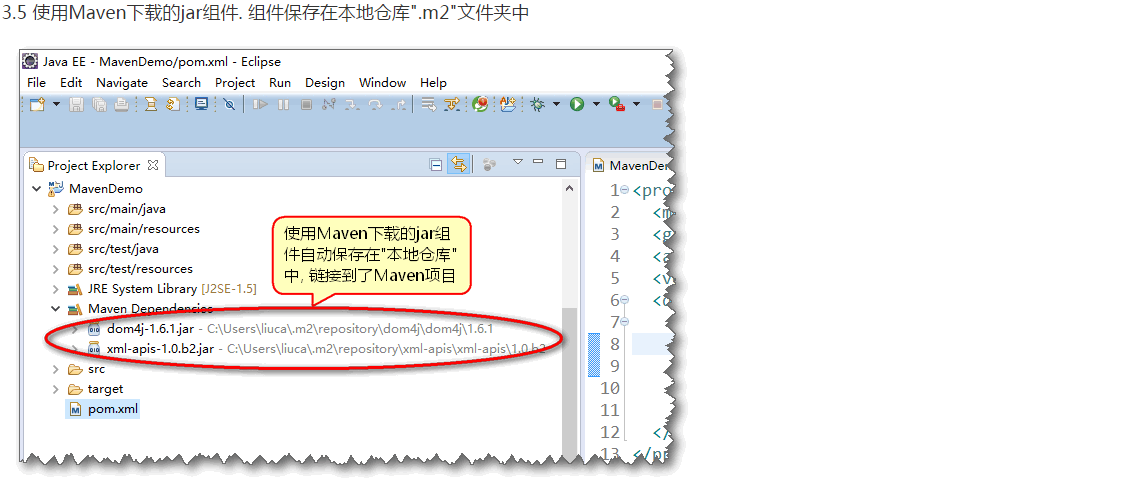 3.5 使用Maven下载的jar组件. 组件保存在本地仓库".m2"文件夹中
Java EE - MavenDemo/pom.xml - Eclipse
File Edit Navigate Search Project Run Design Window Help
Project Explorer
MavenDe
MavenDemo
src/main/java
src/main/resources
src/test/java
src/test/resources
JRE System Library [J2SE-1.5]
Maven Dependencies
dom4j-1.6.1.jar - C:\Users\liuca\.m2\repository\dom4j\dom4j\1.6.1
xml-apis-1.0.b2.jar - C:\Users\liuca\.m2\repository\xml-apis\xml-apis\1.0.b2
src
target
pom.xml
使用Maven下载的jar组
件自动保存在"本地仓库"
中, 链接到了Maven项目
1 <pro
2 <m
3 <g
4 <a
5 <v
6 <d
7
8
9
10
11
12 </
13 </p